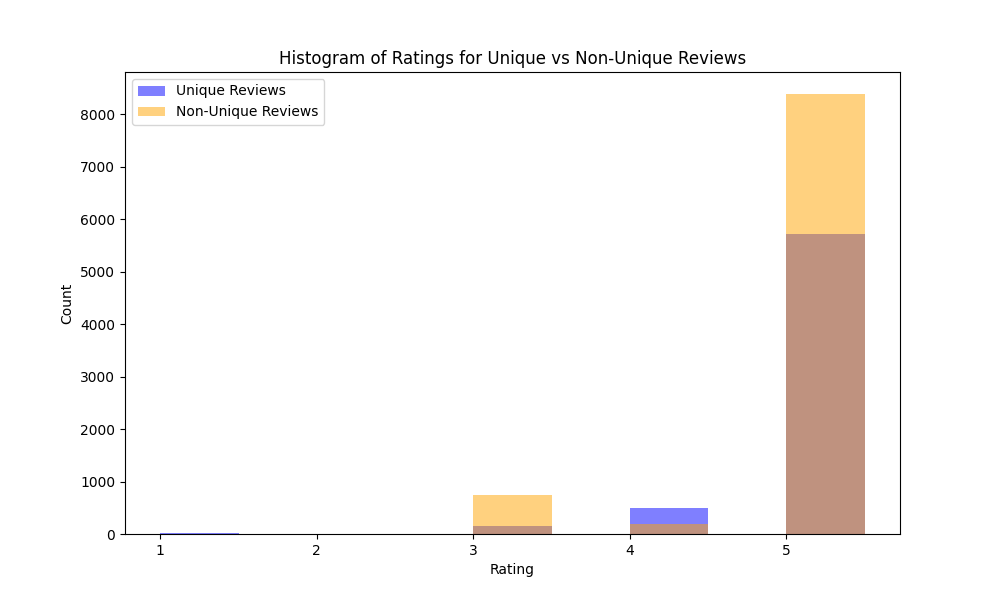 Histogram of Ratings for Unique vs Non-Unique Reviews
Unique Reviews
Non-Unique Reviews
8000
7000
6000
5000
4000
3000
2000
1000
0
Count
1 2 3 4 5
Rating